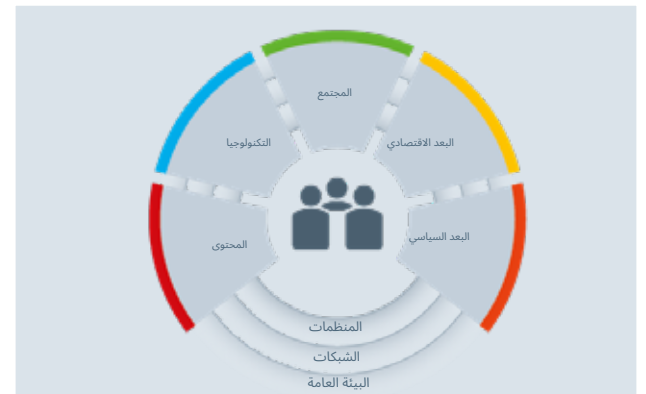 المجتمع
البعد الاقتصادي
التكنولوجيا
البعد السياسي
المحتوى
المنظمات
الشبكات
البيئة العامة